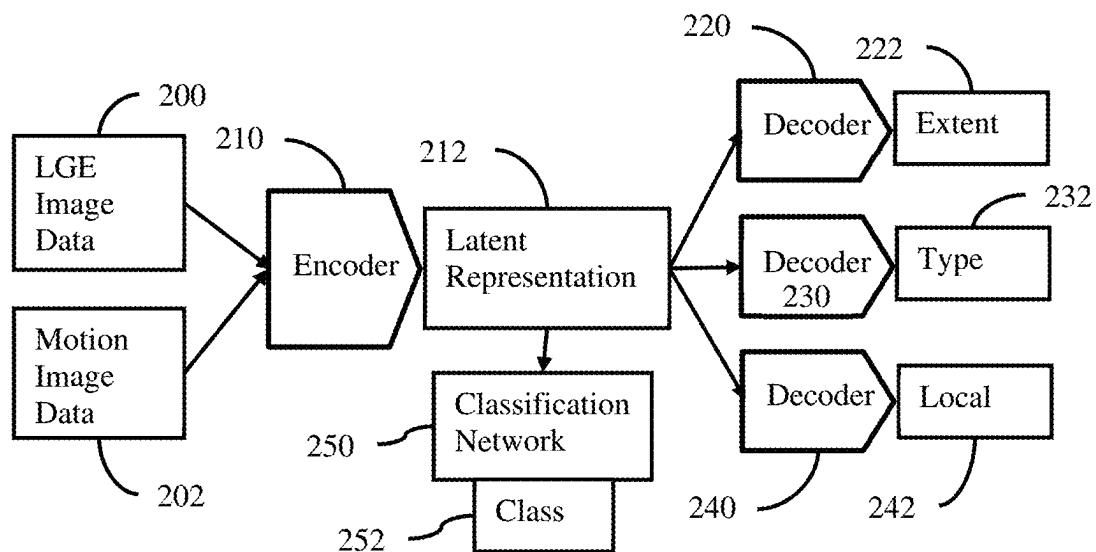 220
222
200
210
212
Decoder
Extent
LGE
Image
Data
232
Encoder
Latent
Representation
Decoder
230
Type
Motion
Image
Data
Classification
Network
Decoder
Local
250
202
240
242
252
Class